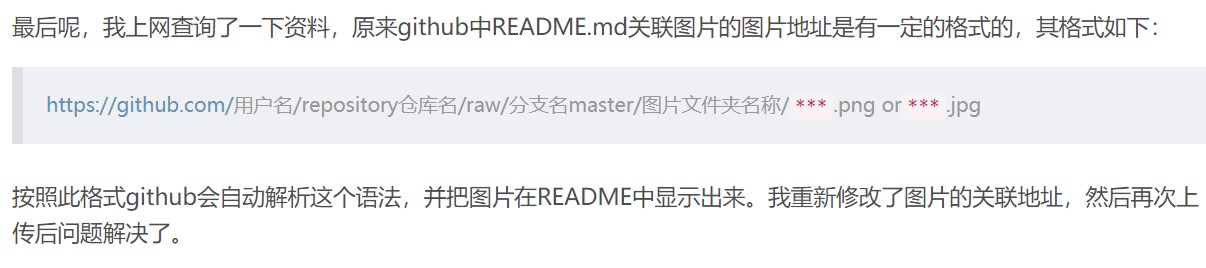 最后呢，我上网查询了一下资料，原来github中README.md关联图片的图片地址是有一定的格式的，其格式如下：
https://github.com/用户名/repository仓库名/raw/分支名master/图片文件夹名称/***.png or***.jpg
按照此格式github会自动解析这个语法，并把图片在README中显示出来。我重新修改了图片的关联地址，然后再次上
传后问题解决了。